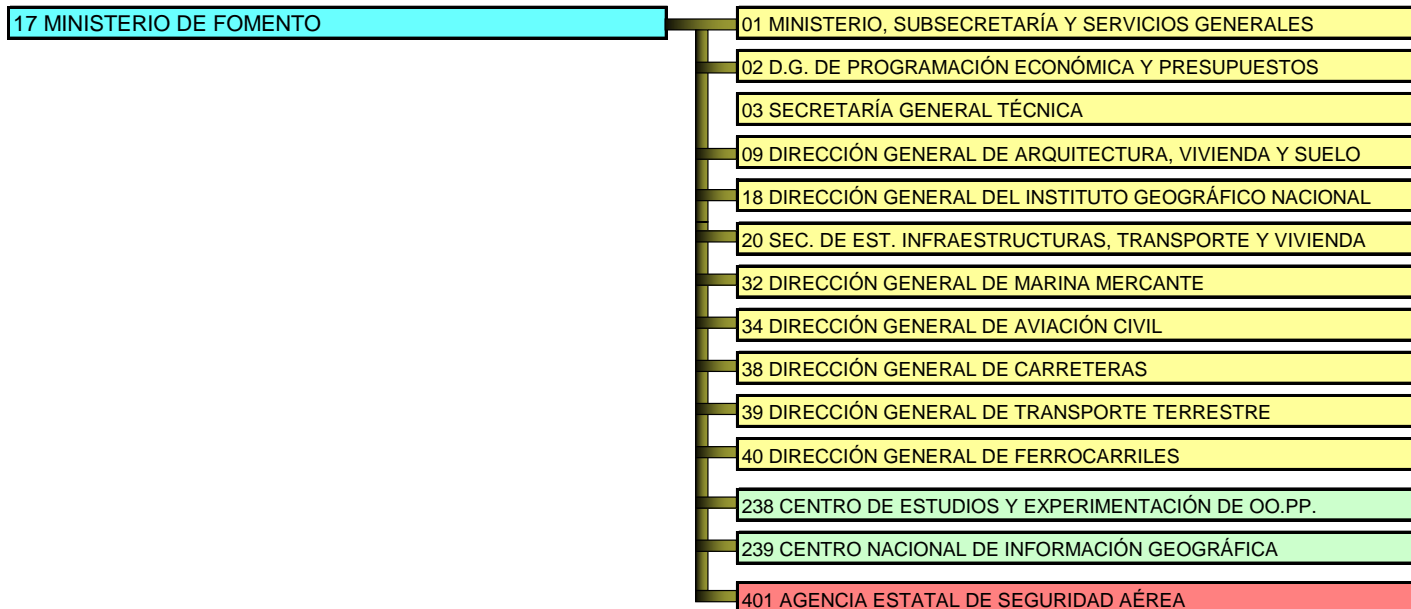 17 MINISTERIO DE FOMENTO
01 MINISTERIO, SUBSECRETARÍA Y SERVICIOS GENERALES
02 D.G. DE PROGRAMACIÓN ECONÓMICA Y PRESUPUESTOS
03 SECRETARÍA GENERAL TÉCNICA
09 DIRECCIÓN GENERAL DE ARQUITECTURA, VIVIENDA Y SUELO
18 DIRECCIÓN GENERAL DEL INSTITUTO GEOGRÁFICO NACIONAL
20 SEC. DE EST. INFRAESTRUCTURAS, TRANSPORTE Y VIVIENDA
32 DIRECCIÓN GENERAL DE MARINA MERCANTE
34 DIRECCIÓN GENERAL DE AVIACIÓN CIVIL
38 DIRECCIÓN GENERAL DE CARRETERAS
39 DIRECCIÓN GENERAL DE TRANSPORTE TERRESTRE
40 DIRECCIÓN GENERAL DE FERROCARRILES
238 CENTRO DE ESTUDIOS Y EXPERIMENTACIÓN DE OO.PP.
239 CENTRO NACIONAL DE INFORMACIÓN GEOGRÁFICA
401 AGENCIA ESTATAL DE SEGURIDAD AÉREA